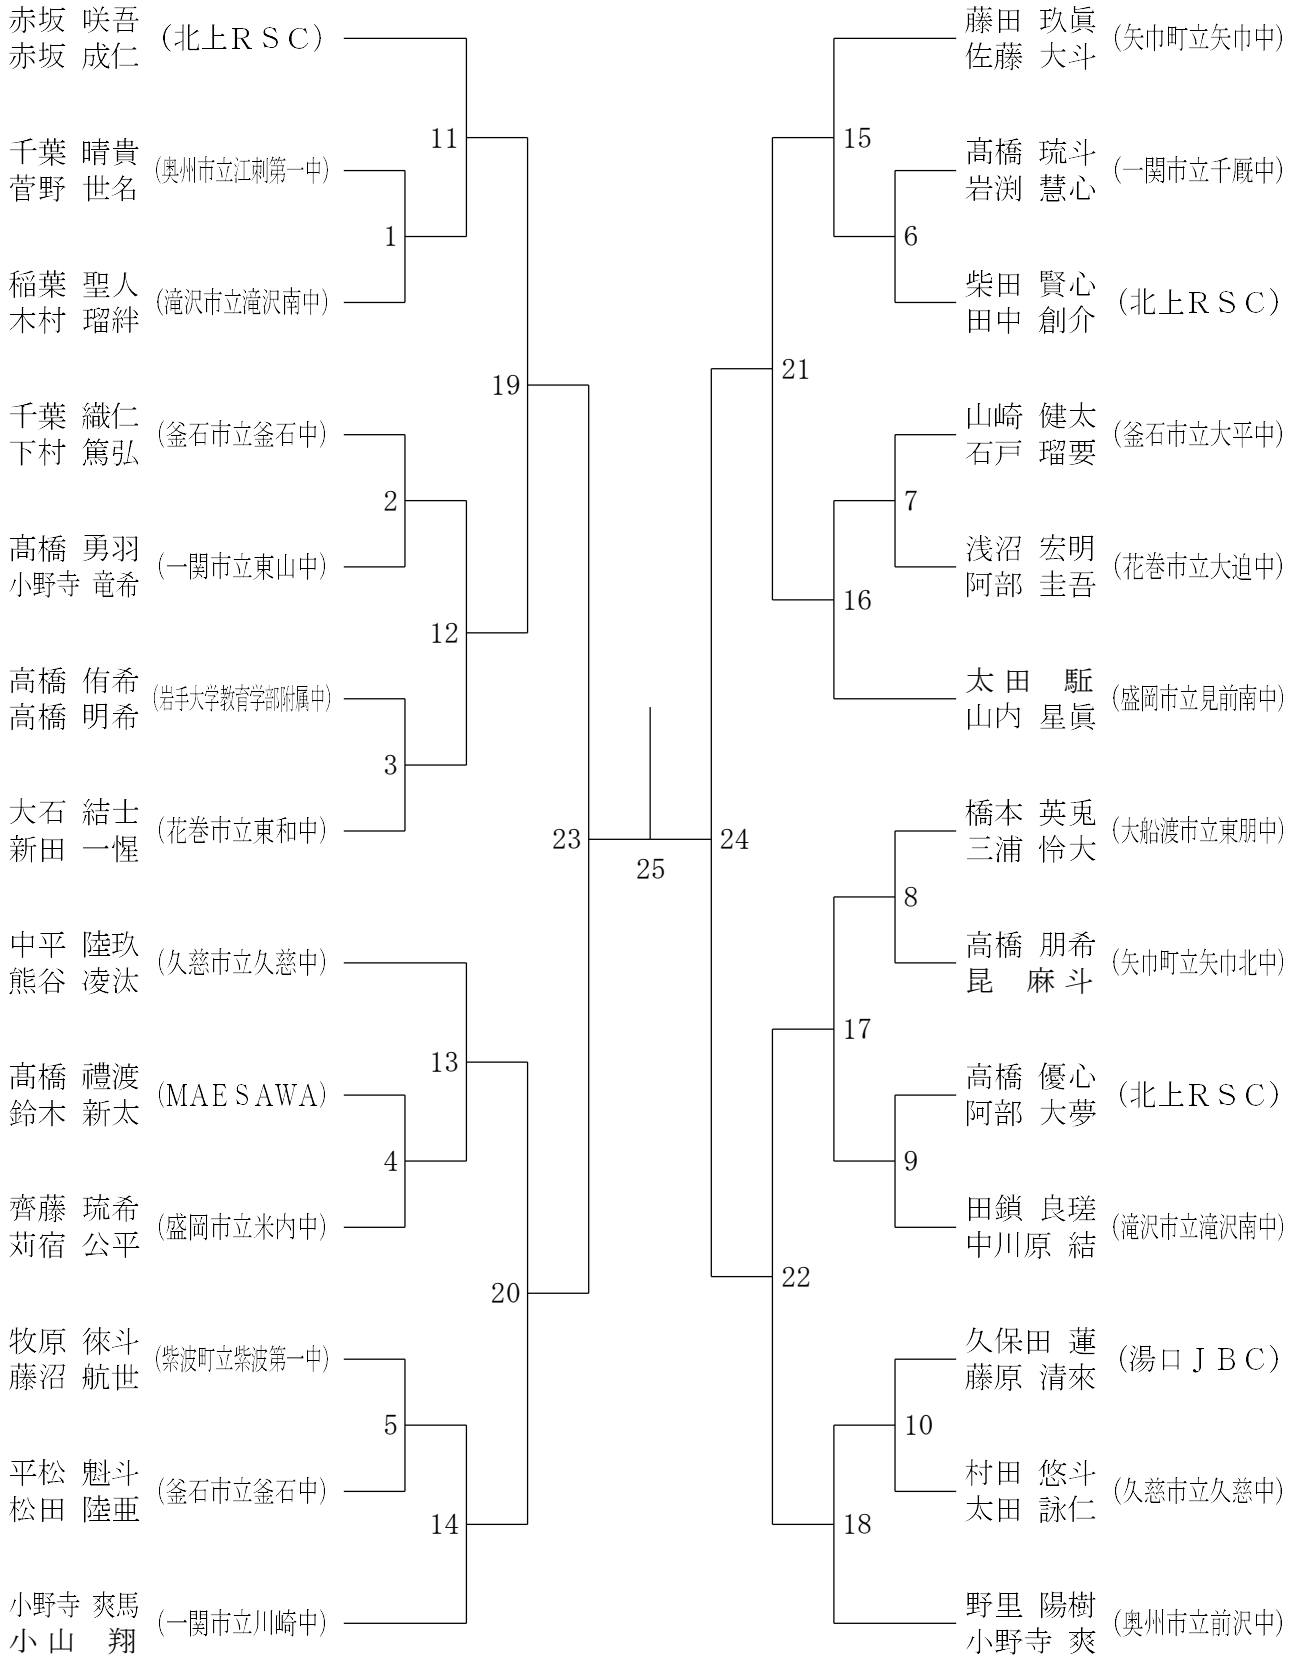 赤坂 咲吾
赤坂 成仁
(北上ＲＳＣ)
11
千葉 晴貴
菅野 世名
(奥州市立江刺第一中)
1
稲葉 聖人
木村 瑠絆
(滝沢市立滝沢南中)
19
千葉 織仁
下村 篤弘
(釜石市立釜石中)
2
髙橋 勇羽
小野寺 竜希
(一関市立東山中)
12
高橋 侑希
高橋 明希
(岩手大学教育学部附属中)
3
大石 結士
新田 一惺
(花巻市立東和中)
23
中平 陸玖
熊谷 凌汰
(久慈市立久慈中)
13
髙橋 禮渡
鈴木 新太
(MAESAWA)
4
齊藤 琉希
苅宿 公平
(盛岡市立米内中)
20
牧原 徠斗
藤沼 航世
(紫波町立紫波第一中)
5
平松 魁斗
松田 陸亜
(釜石市立釜石中)
14
小野寺 爽馬
小山 翔
(一関市立川崎中)
25
藤田 玖眞
佐藤 大斗
(矢巾町立矢巾中)
15
髙橋 琉斗
岩渕 慧心
(一関市立千厩中)
6
柴田 賢心
田中 創介
(北上ＲＳＣ)
21
山崎 健太
石戸 瑠要
(釜石市立大平中)
7
浅沼 宏明
阿部 圭吾
(花巻市立大迫中)
16
太田 駈
山内 星眞
(盛岡市立見前南中)
24
橋本 英兎
三浦 怜大
(大船渡市立東朋中)
8
高橋 朋希
昆 麻斗
(矢巾町立矢巾北中)
17
高橋 優心
阿部 大夢
(北上ＲＳＣ)
9
田鎖 良瑳
中川原 結
(滝沢市立滝沢南中)
22
久保田 蓮
藤原 清來
(湯口ＪＢＣ)
10
村田 悠斗
太田 詠仁
(久慈市立久慈中)
18
野里 陽樹
小野寺 爽
(奥州市立前沢中)